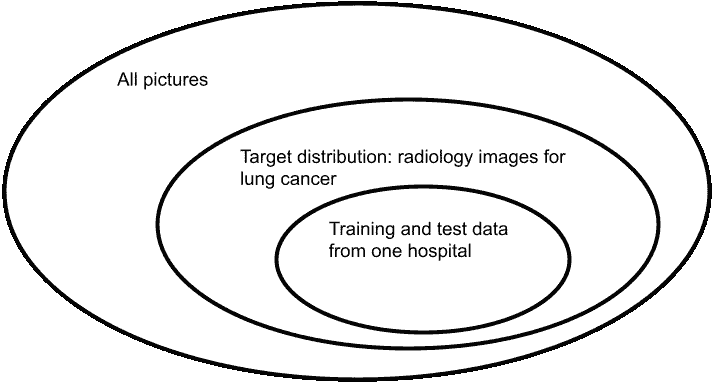 All pictures
Target distribution: radiology images for
lung cancer
Training and test data
from one hospital